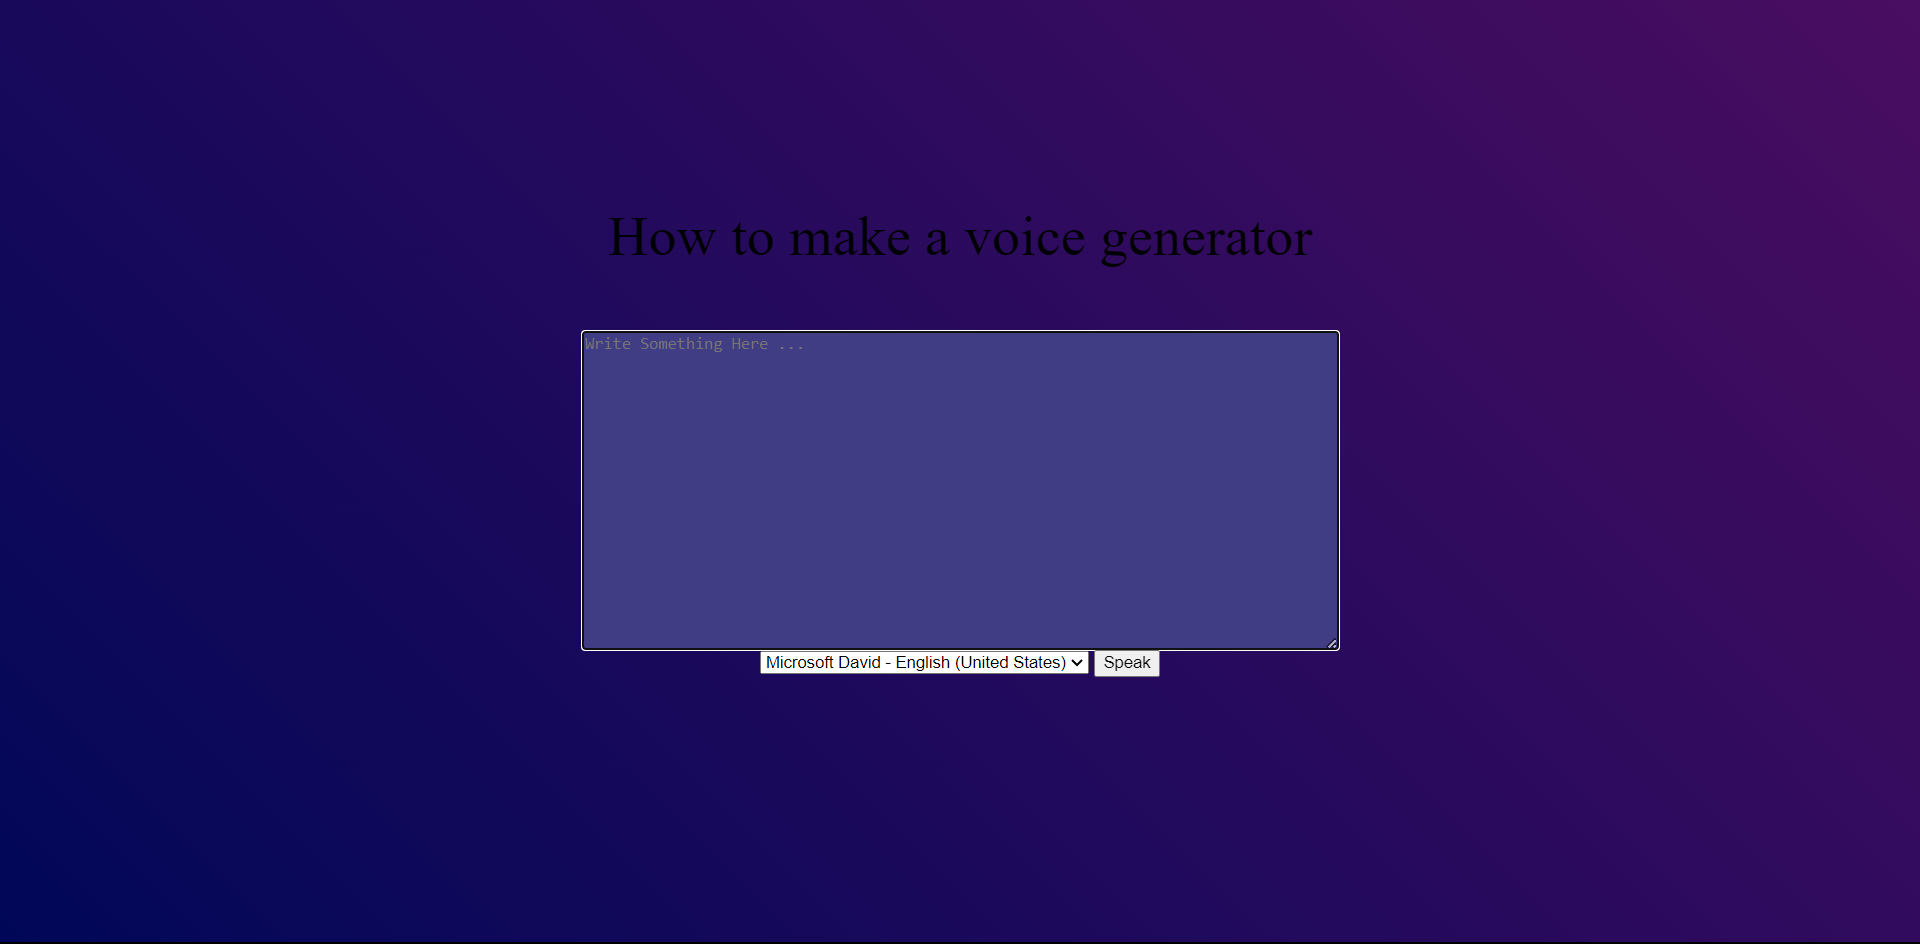 How to make a voice generator
Write Something Here ...
Microsoft David - English (United States) Speak